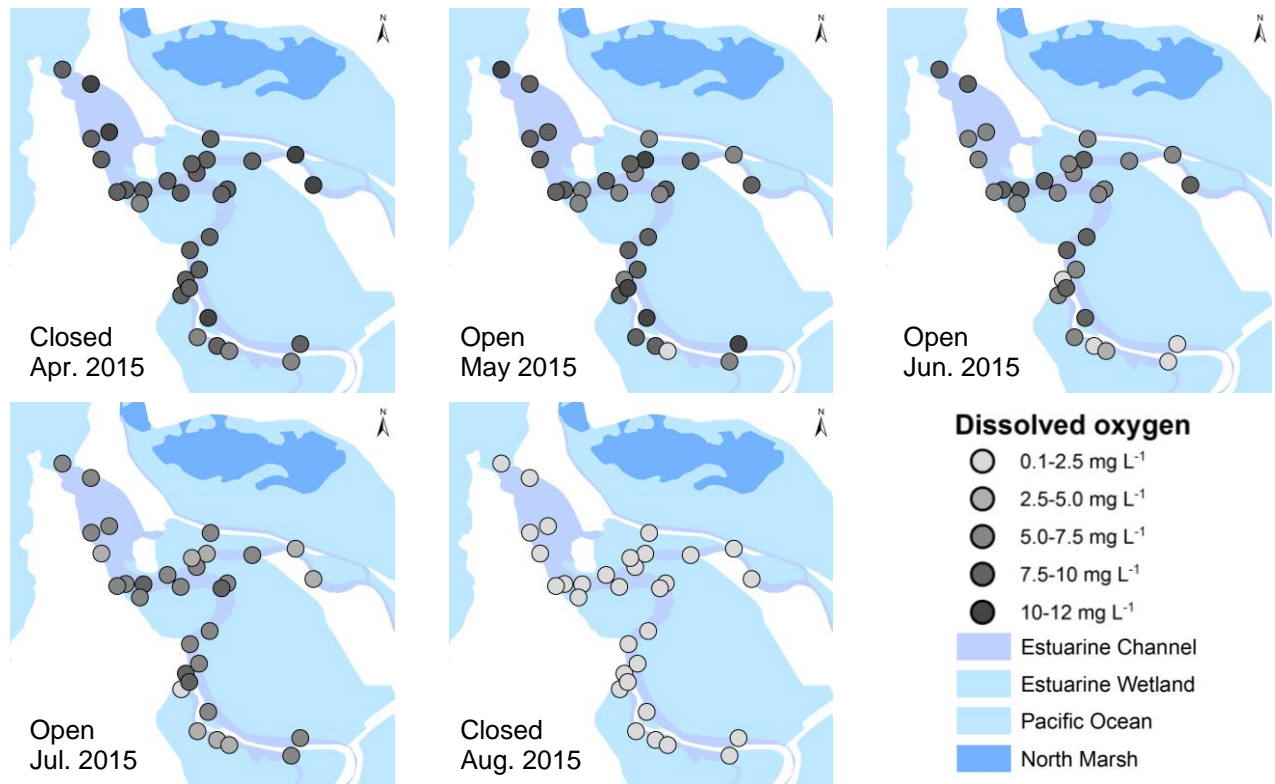 N
N
N
Closed
Apr. 2015
Open
May 2015
Open
Jun. 2015
N
N
Open
Jul. 2015
Closed
Aug. 2015
Dissolved oxygen
0.1-2.5 mg L⁻¹
2.5-5.0 mg L⁻¹
5.0-7.5 mg L⁻¹
7.5-10 mg L⁻¹
10-12 mg L⁻¹
Estuarine Channel
Estuarine Wetland
Pacific Ocean
North Marsh